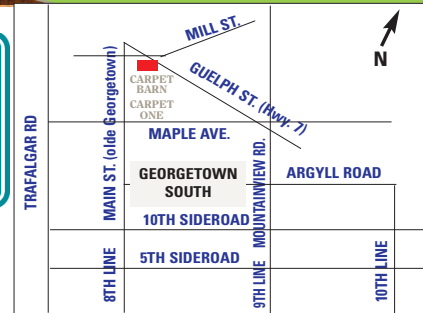 MILL ST.
N
GUELPH ST. (Hwy. 7)
CARPET
BARN
CARPET
ONE
TRAFALGAR RD
MAIN ST. (olde Georgetown)
MAPLE AVE.
GEORGETOWN
SOUTH
MOUNTAINVIEW RD.
ARGYLL ROAD
10TH SIDEROAD
5TH SIDEROAD
8TH LINE
9TH LINE
10TH LINE